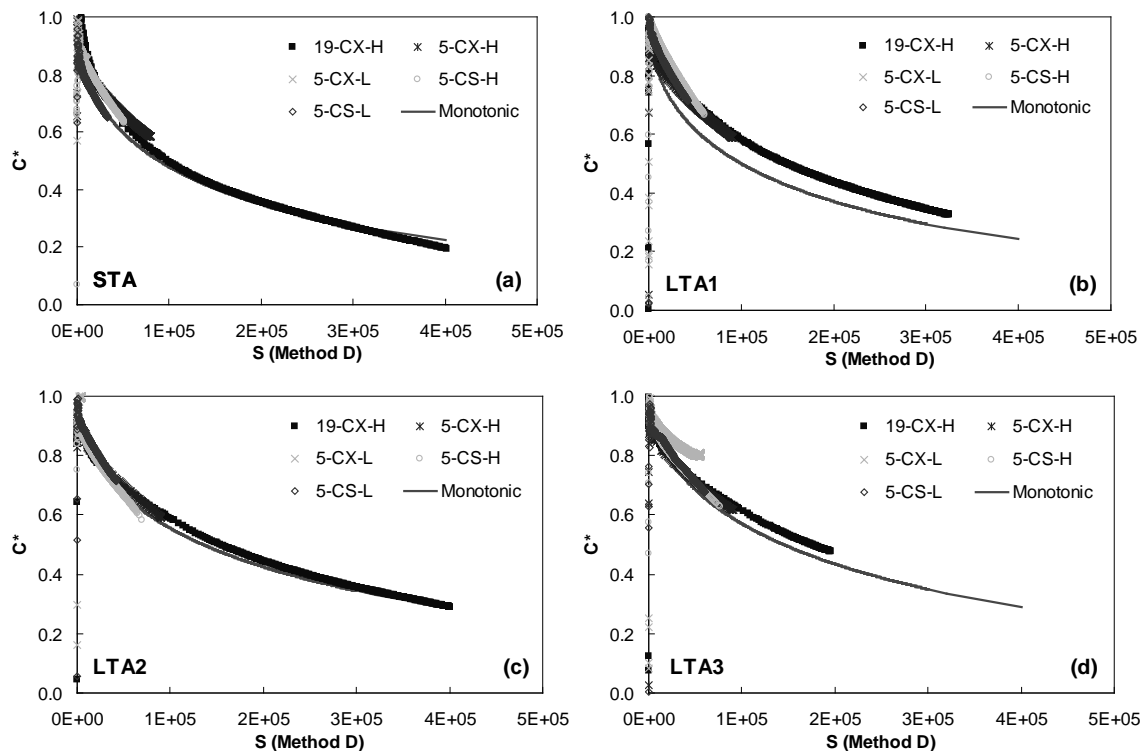 1.0
0.8
0.6
0.4
0.2
0.0
C*
19-CX-H 5-CX-H
5-CX-L 5-CS-H
5-CS-L Monotonic
STA (a)
0E+00 1E+05 2E+05 3E+05 4E+05 5E+05
S (Method D)
1.0
0.8
0.6
0.4
0.2
0.0
C*
19-CX-H 5-CX-H
5-CX-L 5-CS-H
5-CS-L Monotonic
LTA1 (b)
0E+00 1E+05 2E+05 3E+05 4E+05 5E+05
S (Method D)
1.0
0.8
0.6
0.4
0.2
0.0
C*
19-CX-H 5-CX-H
5-CX-L 5-CS-H
5-CS-L Monotonic
LTA2 (c)
0E+00 1E+05 2E+05 3E+05 4E+05 5E+05
S (Method D)
1.0
0.8
0.6
0.4
0.2
0.0
C*
19-CX-H 5-CX-H
5-CX-L 5-CS-H
5-CS-L Monotonic
LTA3 (d)
0E+00 1E+05 2E+05 3E+05 4E+05 5E+05
S (Method D)